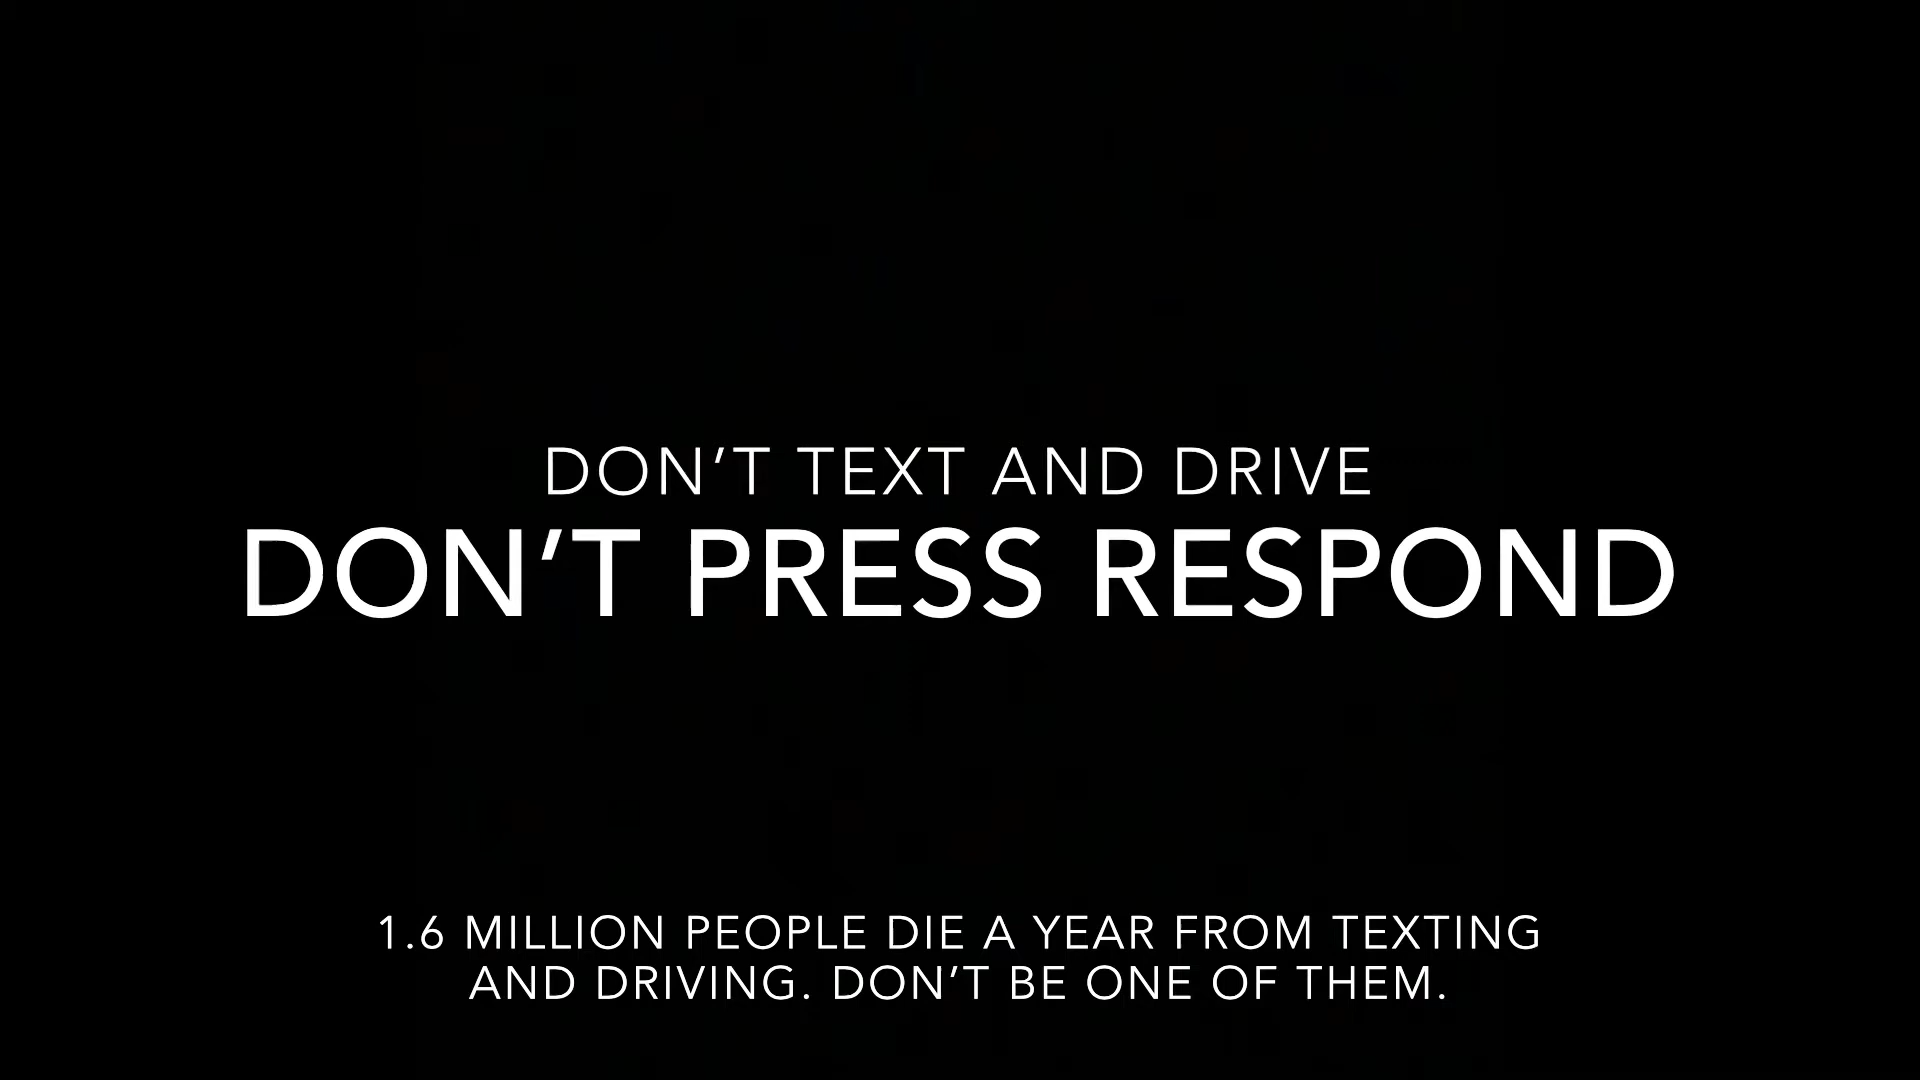 DON’T TEXT AND DRIVE
DON’T PRESS RESPOND
1.6 MILLION PEOPLE DIE A YEAR FROM TEXTING
AND DRIVING. DON’T BE ONE OF THEM.